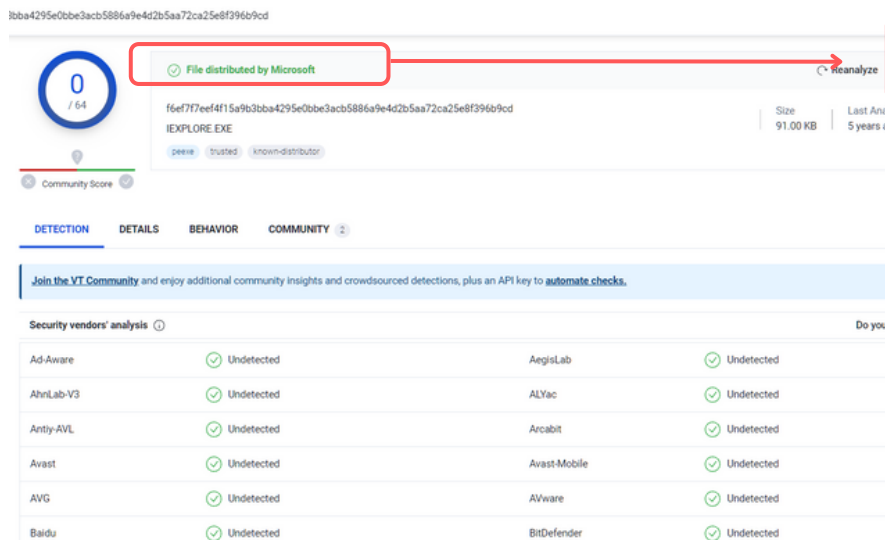 3bba4295e0bbe3acb5886a9e4d2b5aa72ca25e8f396b9cd
0
/ 64
File distributed by Microsoft
Reanalyze
f6ef7f7eef4f15a9b3bba4295e0bbe3acb5886a9e4d2b5aa72ca25e8f396b9cd
IEXPLORE.EXE
Size
91.00 KB
Last Ana
5 years a
peexe trusted known-distributor
? Community Score
DETECTION DETAILS BEHAVIOR COMMUNITY 2
Join the VT Community and enjoy additional community insights and crowdsourced detections, plus an API key to automate checks.
Security vendors' analysis Do you
Ad-Aware Undetected AegisLab Undetected
AhnLab-V3 Undetected ALYac Undetected
Antiy-AVL Undetected Arcabit Undetected
Avast Undetected Avast-Mobile Undetected
AVG Undetected AVware Undetected
Baidu Undetected BitDefender Undetected